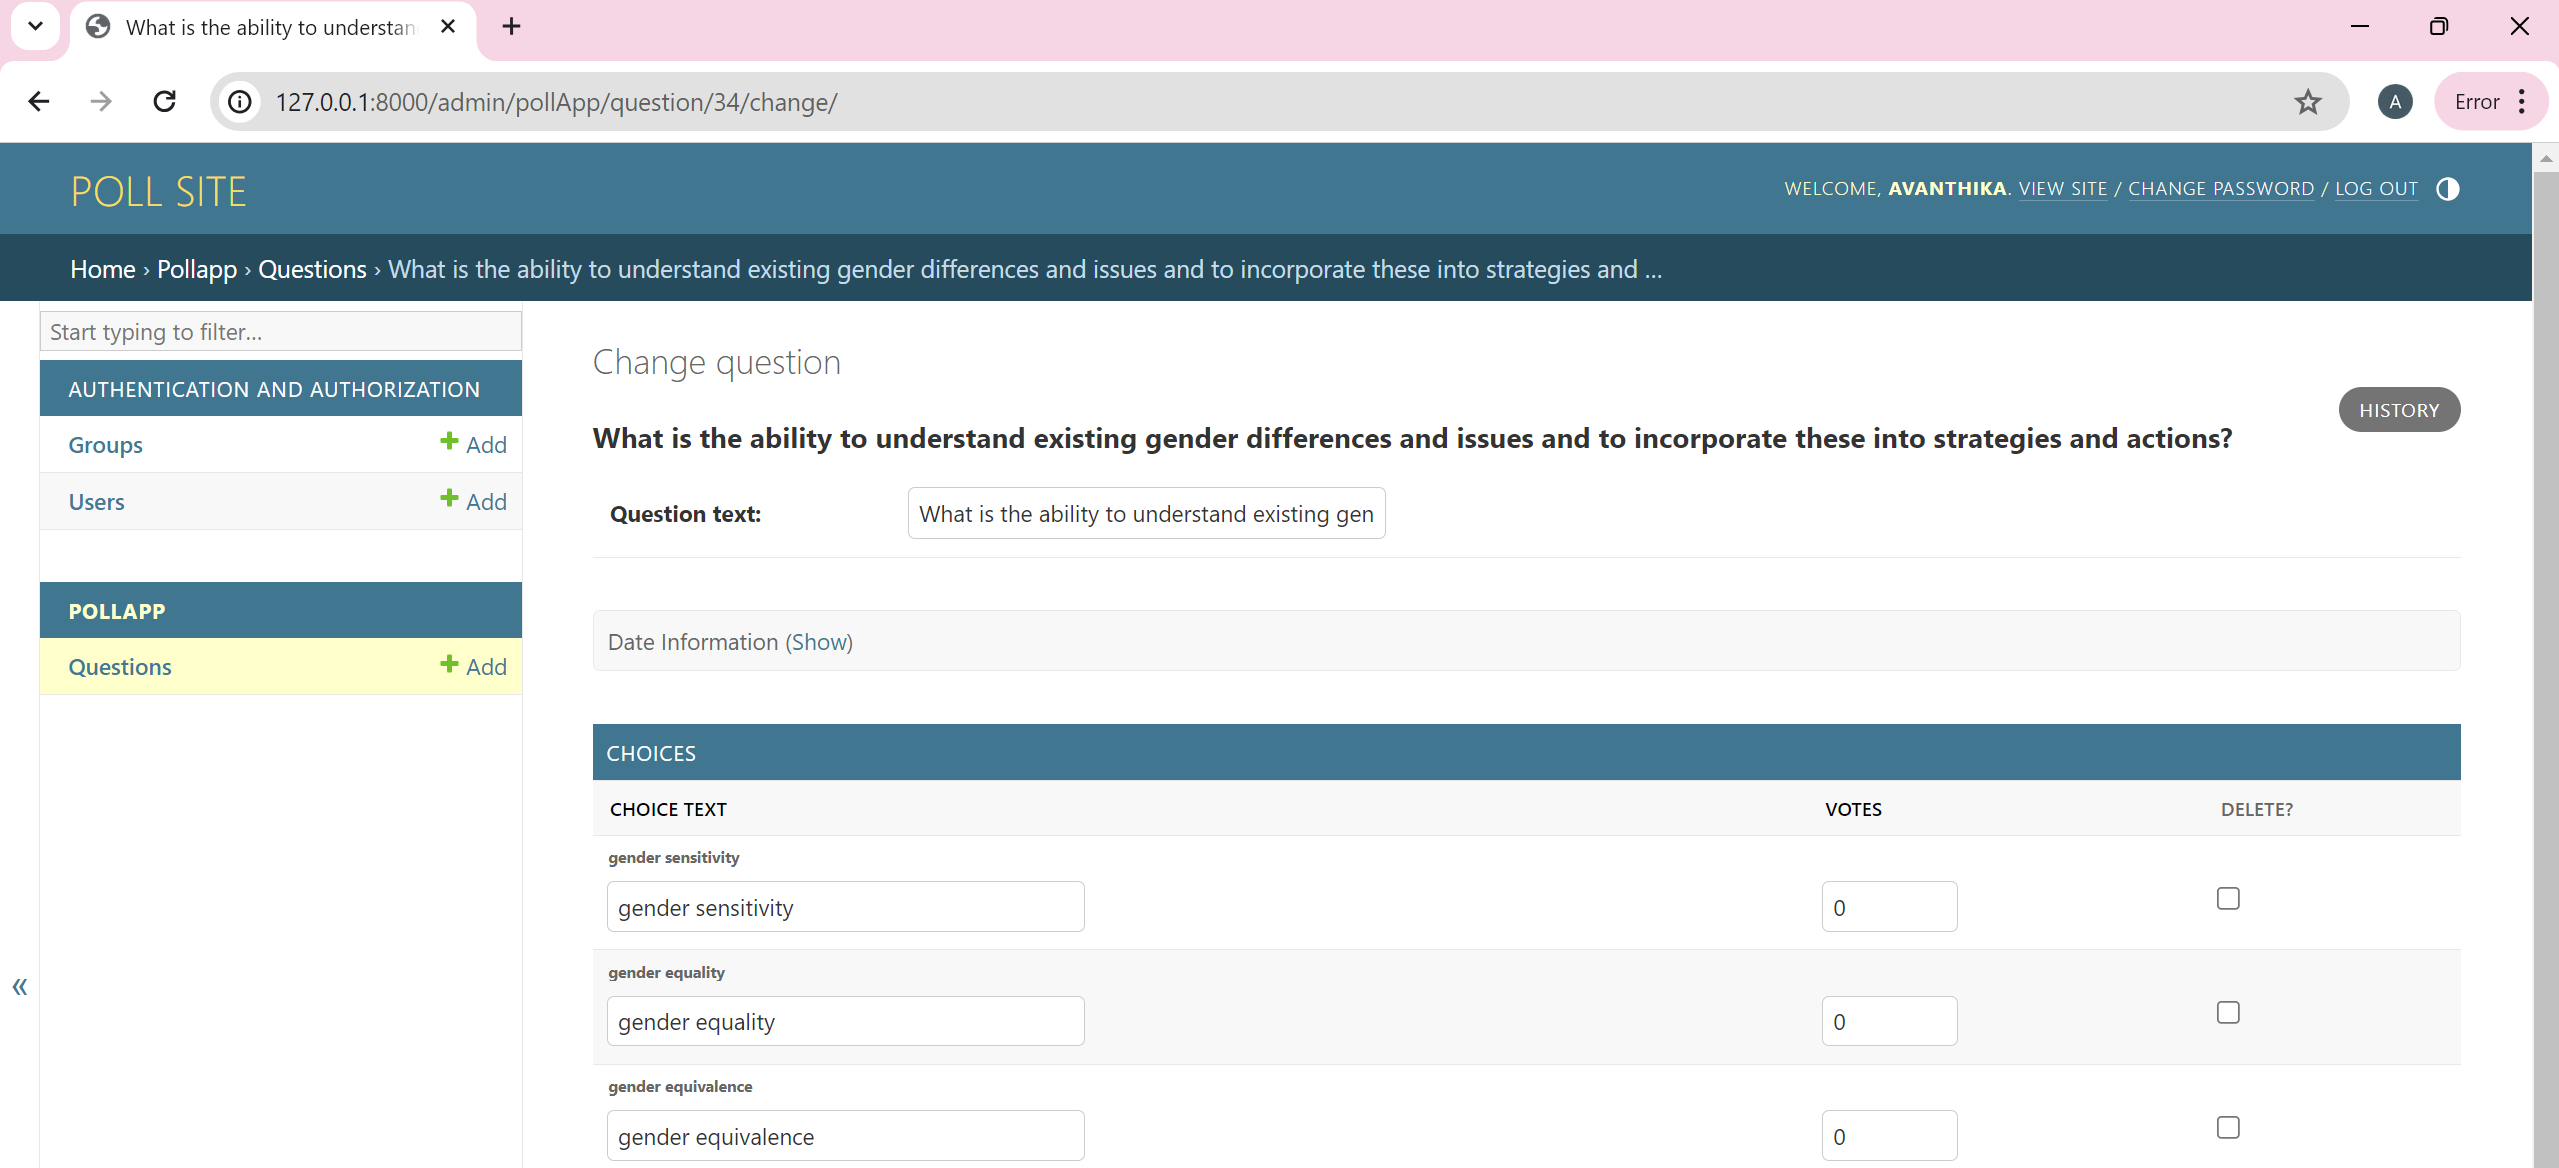 What is the ability to understan
127.0.0.1:8000/admin/pollApp/question/34/change/
A
Error
POLL SITE
WELCOME, AVANTHIKA. VIEW SITE / CHANGE PASSWORD / LOG OUT
Home › Pollapp › Questions › What is the ability to understand existing gender differences and issues and to incorporate these into strategies and …
Start typing to filter...
AUTHENTICATION AND AUTHORIZATION
Groups + Add
Users + Add
POLLAPP
Questions + Add
«
Change question
HISTORY
What is the ability to understand existing gender differences and issues and to incorporate these into strategies and actions?
Question text: What is the ability to understand existing gen
Date Information (Show)
CHOICES
CHOICE TEXT VOTES DELETE?
gender sensitivity
gender sensitivity 0
gender equality
gender equality 0
gender equivalence
gender equivalence 0